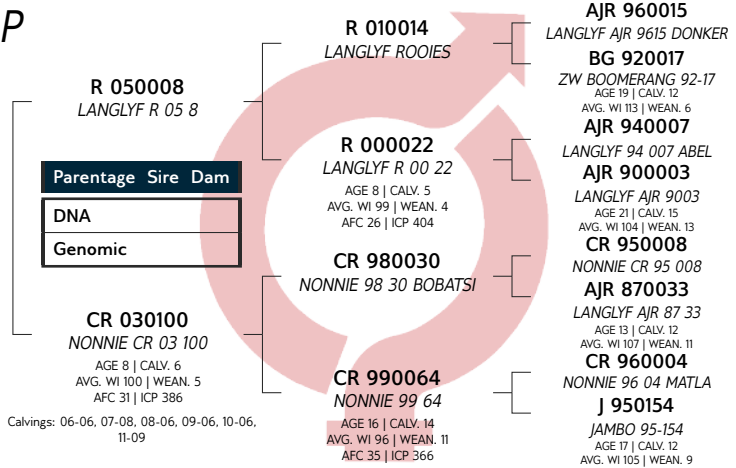 P
R 050008
LANGLYF R 05 8
Parentage Sire Dam
DNA
Genomic
CR 030100
NONNIE CR 03 100
AGE 8 | CALV. 6
AVG. WI 100 | WEAN. 5
AFC 31 | ICP 386
Calvings: 06-06, 07-08, 08-06, 09-06, 10-06,
11-09
R 010014
LANGLYF ROOIES
R 000022
LANGLYF R 00 22
AGE 8 | CALV. 5
AVG. WI 99 | WEAN. 4
AFC 26 | ICP 404
CR 980030
NONNIE 98 30 BOBATSI
CR 990064
NONNIE 99 64
AGE 16 | CALV. 14
AVG. WI 96 | WEAN. 11
AFC 35 | ICP 366
AJR 960015
LANGLYF AJR 9615 DONKER
BG 920017
ZW BOOMERANG 92-17
AGE 19 | CALV. 12
AVG. WI 113 | WEAN. 6
AJR 940007
LANGLYF 94 007 ABEL
AJR 900003
LANGLYF AJR 9003
AGE 21 | CALV. 15
AVG. WI 104 | WEAN. 13
CR 950008
NONNIE CR 95 008
AJR 870033
LANGLYF AJR 87 33
AGE 13 | CALV. 12
AVG. WI 107 | WEAN. 11
CR 960004
NONNIE 96 04 MATLA
J 950154
JAMBO 95-154
AGE 17 | CALV. 12
AVG. WI 105 | WEAN. 9